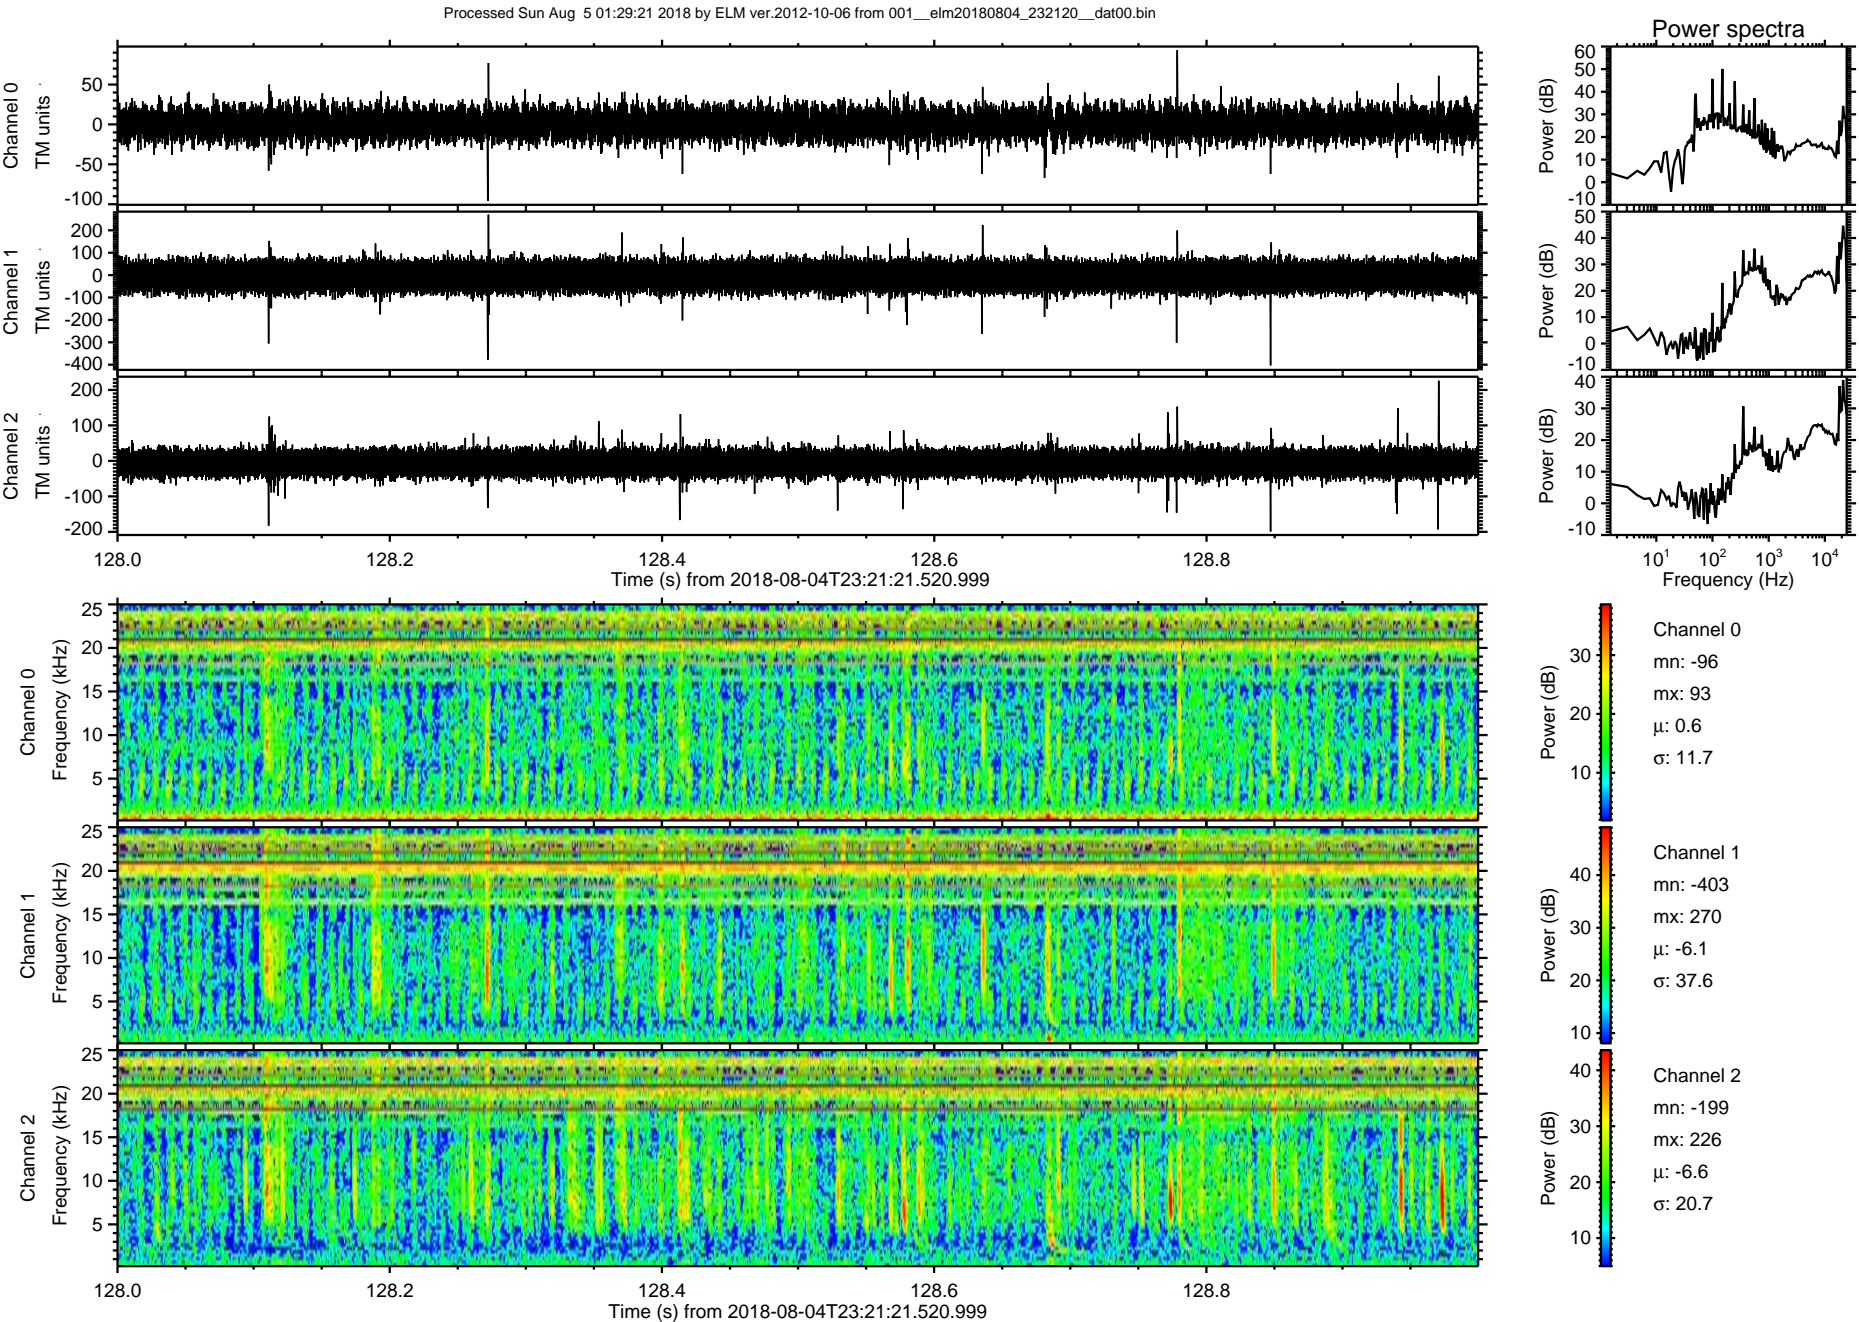 Processed Sun Aug  5 01:29:21 2018 by ELM ver.2012-10-06 from 001__elm20180804_232120__dat00.bin
Power spectra
Channel 0
TM units
50
0
-50
-100
Power (dB)
60
50
40
30
20
10
0
-10
Channel 1
TM units
200
100
0
-100
-200
-300
-400
Power (dB)
50
40
30
20
10
0
-10
Channel 2
TM units
200
100
0
-100
-200
Power (dB)
40
30
20
10
0
-10
128.0 128.2 128.4 128.6 128.8
Time (s) from 2018-08-04T23:21:21.520.999
10¹ 10² 10³ 10⁴
Frequency (Hz)
Channel 0
Frequency (kHz)
25
20
15
10
5
Power (dB)
30
20
10
Channel 0
mn: -96
mx: 93
μ: 0.6
σ: 11.7
Channel 1
Frequency (kHz)
25
20
15
10
5
Power (dB)
40
30
20
10
Channel 1
mn: -403
mx: 270
μ: -6.1
σ: 37.6
Channel 2
Frequency (kHz)
25
20
15
10
5
Power (dB)
40
30
20
10
Channel 2
mn: -199
mx: 226
μ: -6.6
σ: 20.7
128.0 128.2 128.4 128.6 128.8
Time (s) from 2018-08-04T23:21:21.520.999